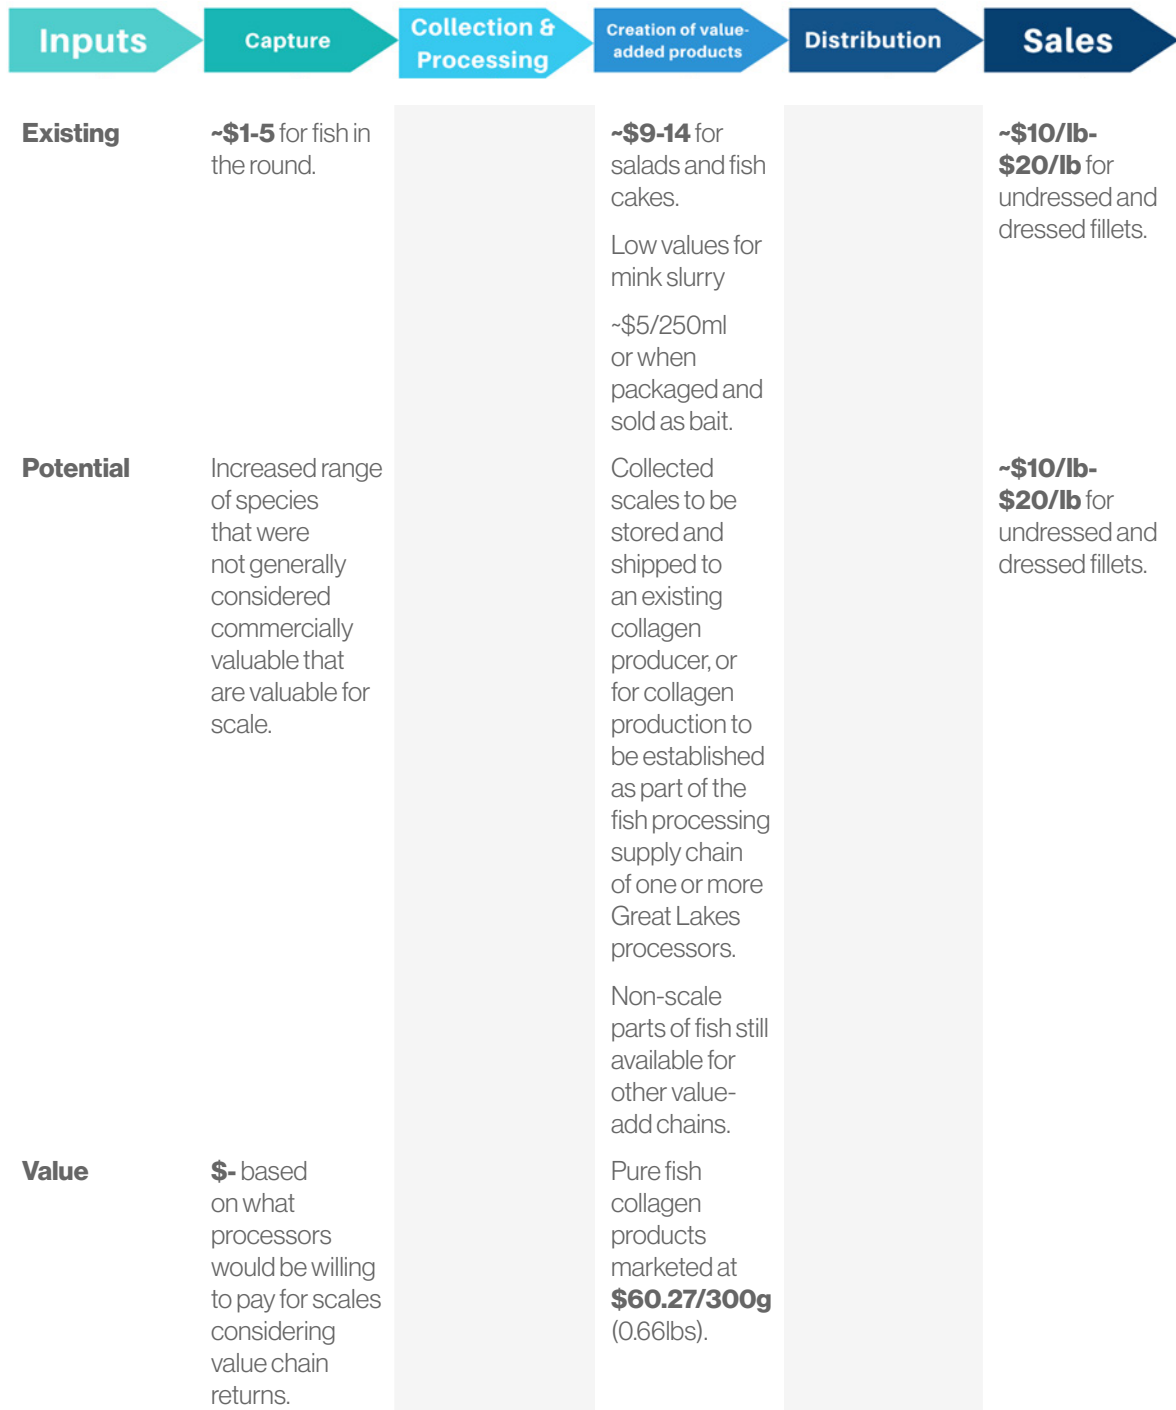 Inputs
Capture
Collection &
Processing
Creation of value-
added products
Distribution
Sales
Existing
~$1-5 for fish in
the round.
~$9-14 for
salads and fish
cakes.
Low values for
mink slurry
~$5/250ml
or when
packaged and
sold as bait.
~$10/lb-
$20/lb for
undressed and
dressed fillets.
Potential
Increased range
of species
that were
not generally
considered
commercially
valuable that
are valuable for
scale.
Collected
scales to be
stored and
shipped to
an existing
collagen
producer, or
for collagen
production to
be established
as part of the
fish processing
supply chain
of one or more
Great Lakes
processors.
Non-scale
parts of fish still
available for
other value-
add chains.
~$10/lb-
$20/lb for
undressed and
dressed fillets.
Value
$- based
on what
processors
would be willing
to pay for scales
considering
value chain
returns.
Pure fish
collagen
products
marketed at
$60.27/300g
(0.66lbs).